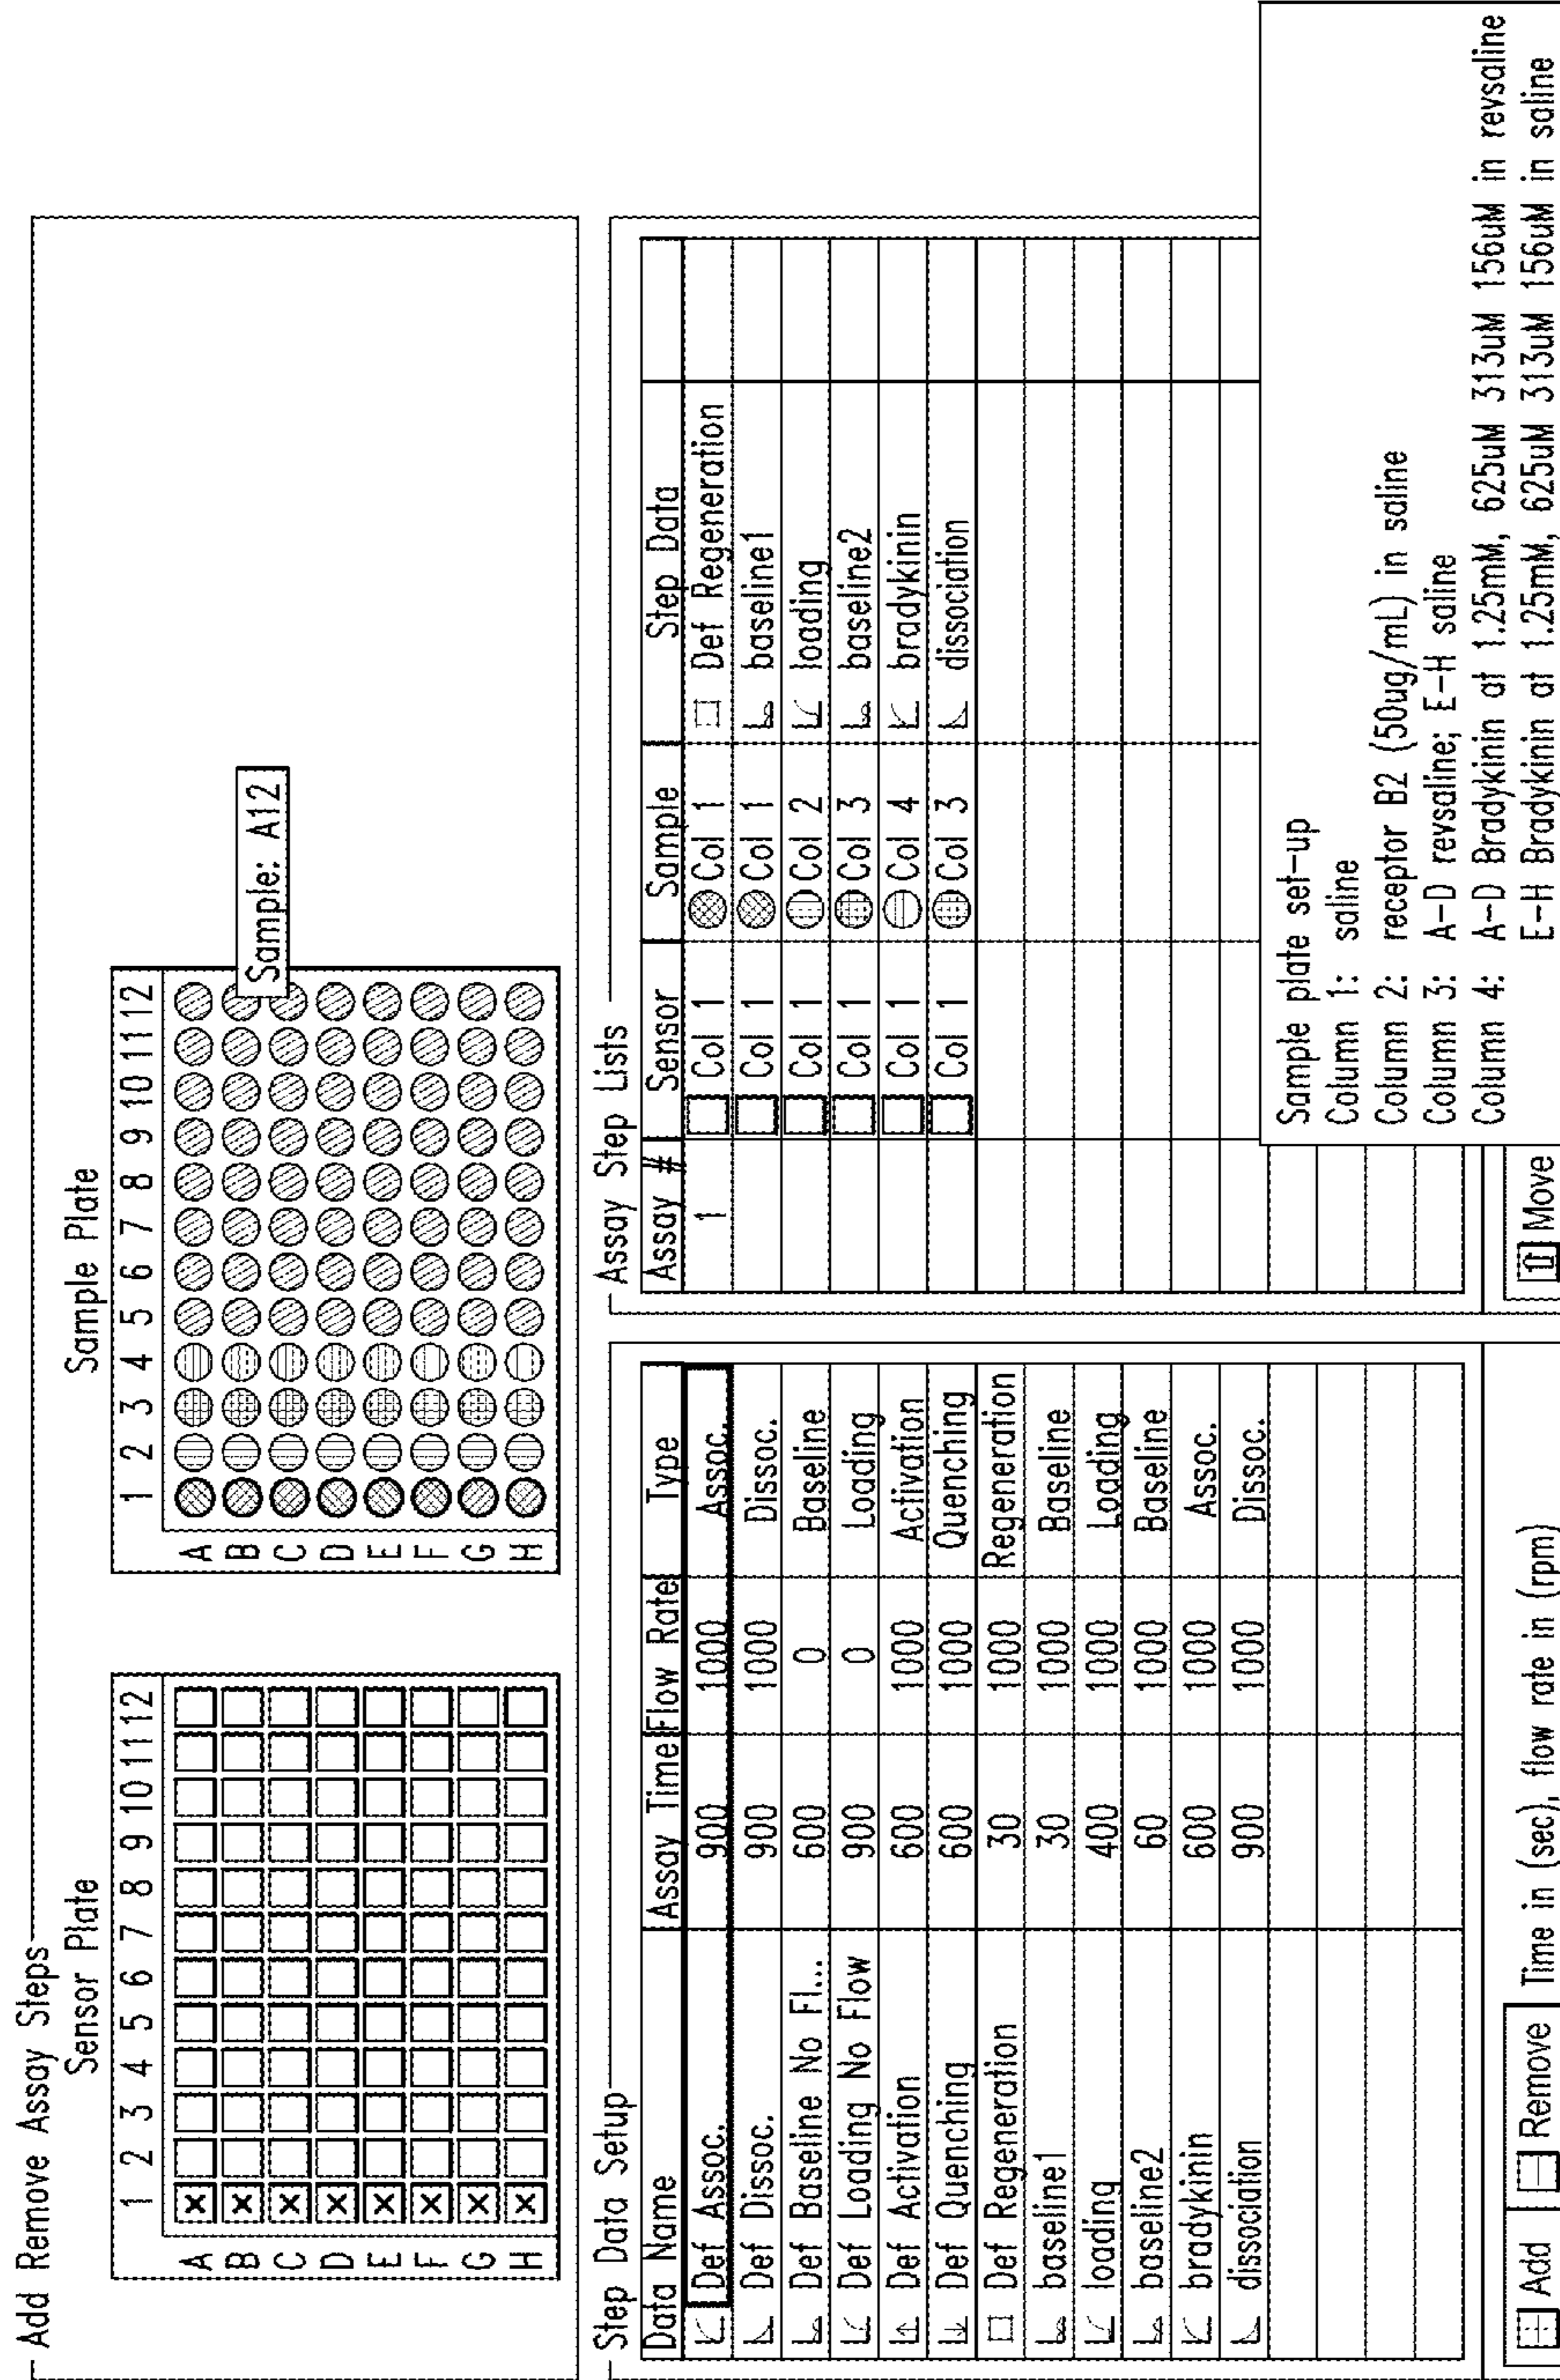 Add Remove Assay Steps
Sensor Plate
1 2 3 4 5 6 7 8 9 10 11 12
A
B
C
D
E
F
G
H
Sample Plate
1 2 3 4 5 6 7 8 9 10 11 12
A
B
C
D
E
F
G
H
Sample: A12
Step Data Setup
Data Name Assay Time Flow Rate Type
Def Assoc. 900 1000 Assoc.
Def Dissoc. 900 1000 Dissoc.
Def Baseline No Fl... 600 0 Baseline
Def Loading No Flow 900 0 Loading
Def Activation 600 1000 Activation
Def Quenching 600 1000 Quenching
Def Regeneration 30 1000 Regeneration
baseline1 30 1000 Baseline
loading 400 1000 Loading
baseline2 60 1000 Baseline
bradykinin 600 1000 Assoc.
dissociation 900 1000 Dissoc.
Add Remove Time in (sec), flow rate in (rpm)
Assay Step Lists
Assay # Sensor Sample Step Data
1 Col 1 Col 1 Def Regeneration
Col 1 Col 1 baseline1
Col 1 Col 2 loading
Col 1 Col 3 baseline2
Col 1 Col 4 bradykinin
Col 1 Col 3 dissociation
Move
Sample plate set-up
Column 1: saline
Column 2: receptor B2 (50ug/mL) in saline
Column 3: A-D revsaline; E-H saline
Column 4: A-D Bradykinin at 1.25mM, 625uM 313uM 156uM in revsaline
E-H Bradykinin at 1.25mM, 625uM 313uM 156uM in saline